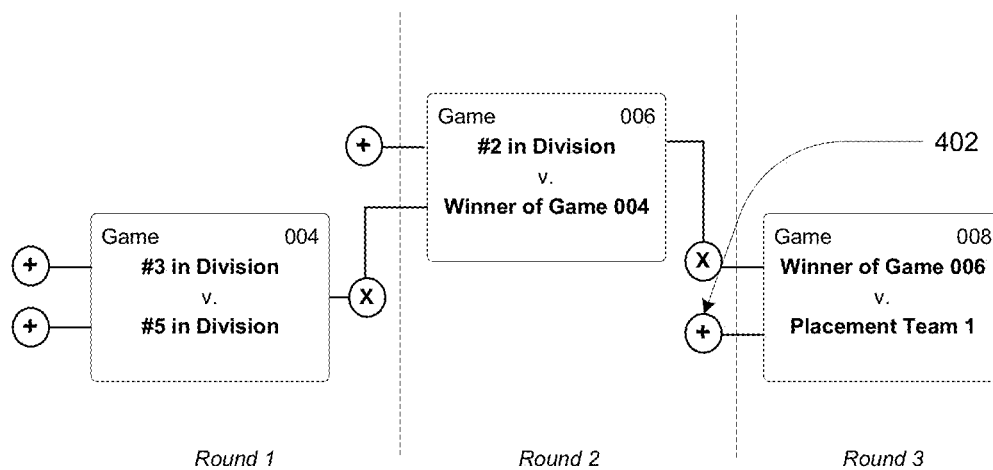 Game 004
+ #3 in Division
v.
+ #5 in Division
X
Round 1
Game 006
+ #2 in Division
v.
Winner of Game 004
X
Round 2
402
Game 008
Winner of Game 006
v.
+ Placement Team 1
Round 3